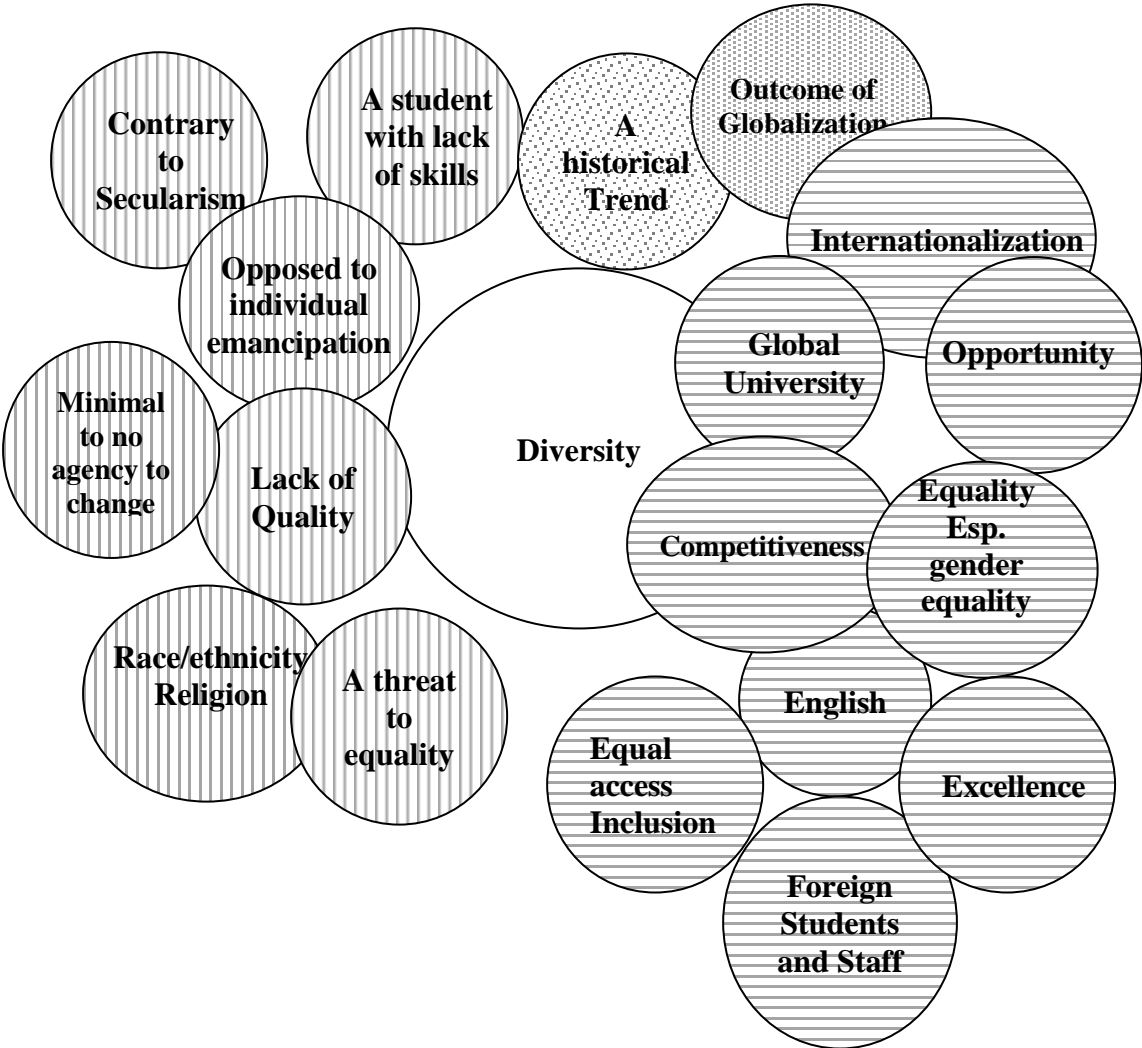 Contrary
to
Secularism
A student
with lack
of skills
A
historical
Trend
Outcome of
Globalization
Internationalization
Opposed to
individual
emancipation
Global
University
Opportunity
Minimal
to no
agency to
change
Lack of
Quality
Diversity
Competitiveness
Equality
Esp.
gender
equality
Race/ethnicity
Religion
A threat
to
equality
English
Equal
access
Inclusion
Excellence
Foreign
Students
and Staff